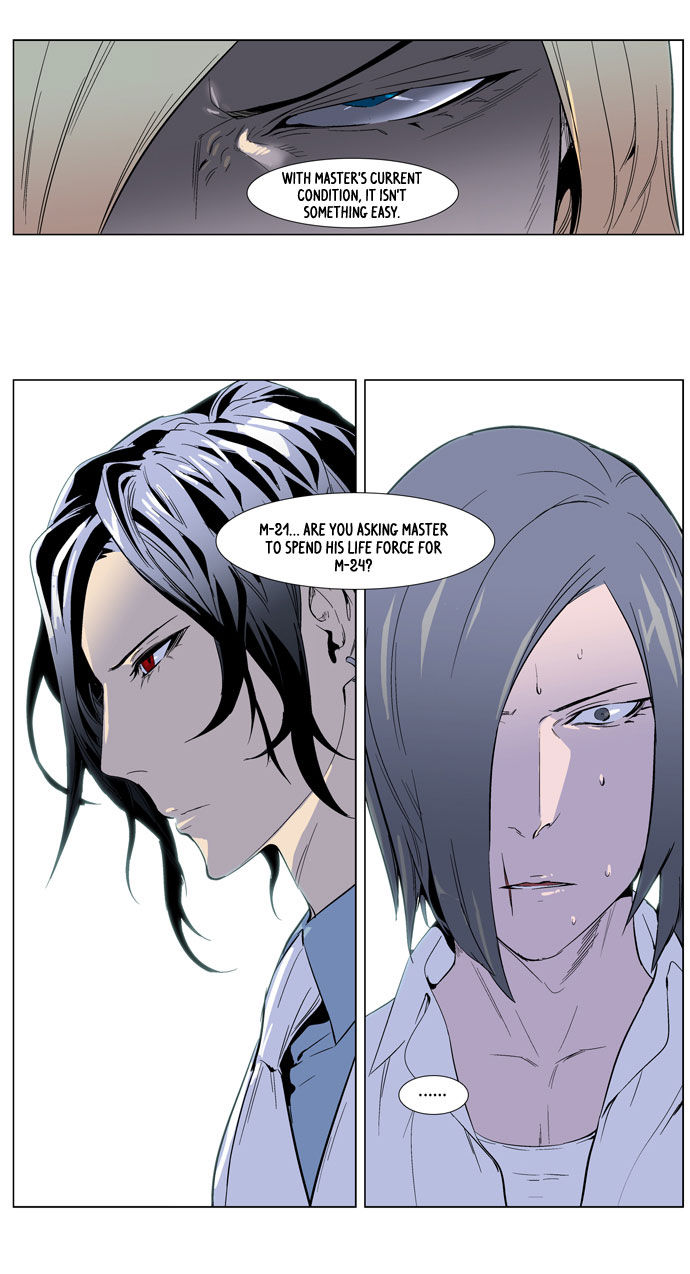 WITH MASTER'S CURRENT
CONDITION, IT ISN'T
SOMETHING EASY.
M-21... ARE YOU ASKING MASTER
TO SPEND HIS LIFE FORCE FOR
M-24?
......